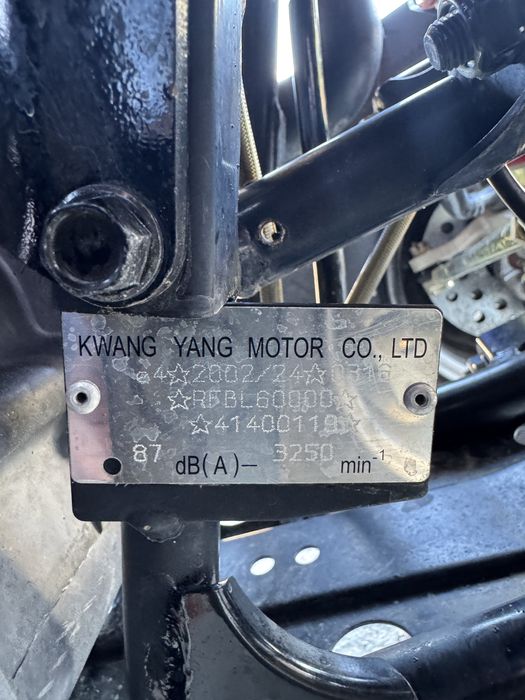 KWANG YANG MOTOR CO., LTD
e4☆2002/24☆0316
☆RFBL60000☆
☆41400119☆
87 dB(A)– 3250 min⁻¹